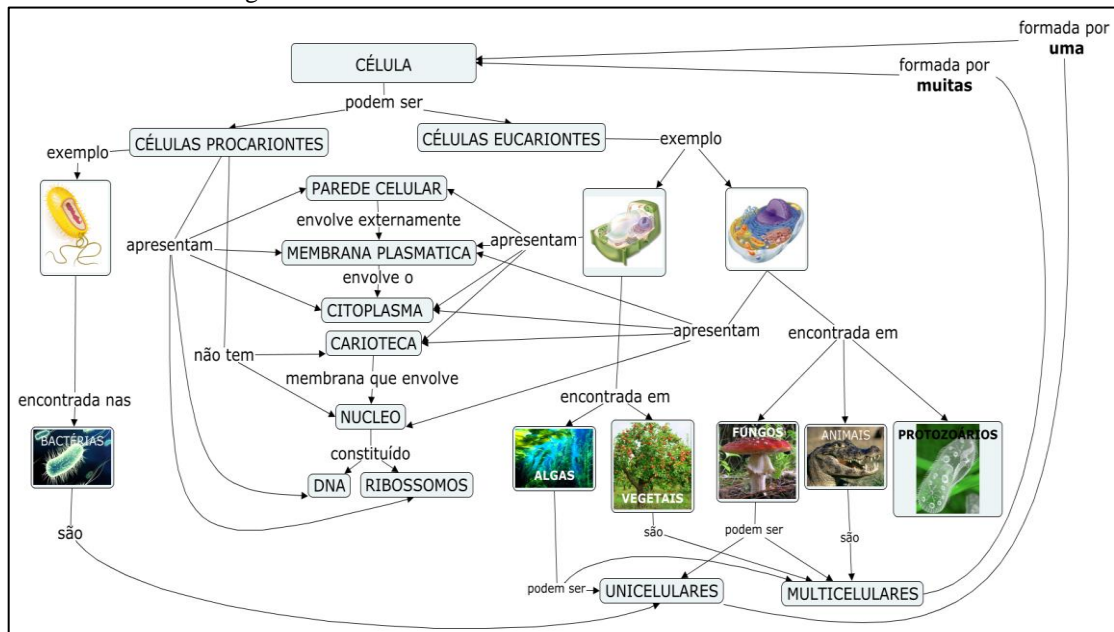 formada por
uma
formada por
muitas
CÉLULA
podem ser
CÉLULAS PROCARIONTES
CÉLULAS EUCARIONTES
exemplo
exemplo
PAREDE CELULAR
envolve externamente
apresentam
apresentam
MEMBRANA PLASMATICA
envolve o
CITOPLASMA
apresentam
encontrada em
CARIOTECA
não tem
membrana que envolve
encontrada nas
encontrada em
NUCLEO
BACTÉRIAS
FUNGOS
ANIMAIS
PROTOZOÁRIOS
constituído
ALGAS
DNA
RIBOSSOMOS
VEGETAIS
são
são
podem ser
são
podem ser
UNICELULARES
MULTICELULARES